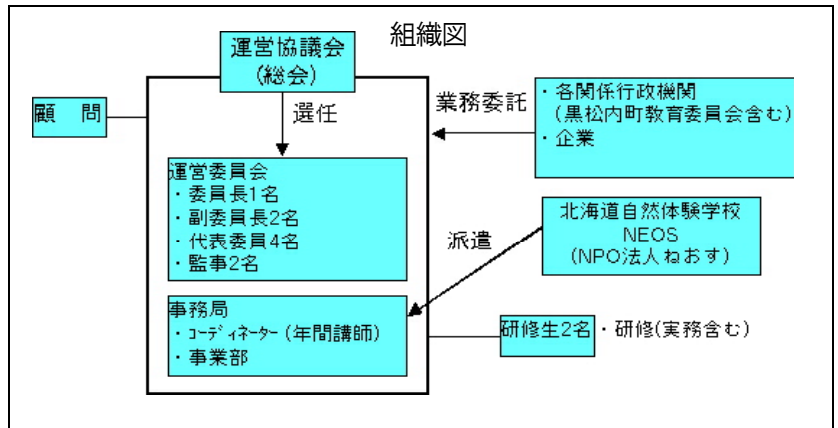 組織図
運営協議会
(総会)
顧　問
選任
業務委託
・各関係行政機関
(黒松内町教育委員会含む)
・企業
運営委員会
・委員長1名
・副委員長2名
・代表委員4名
・監事2名
北海道自然体験学校
NEOS
(NPO法人ねおす)
派遣
事務局
・ｺｰﾃﾞｨﾈｰﾀｰ(年間講師)
・事業部
研修生2名・研修(実務含む)